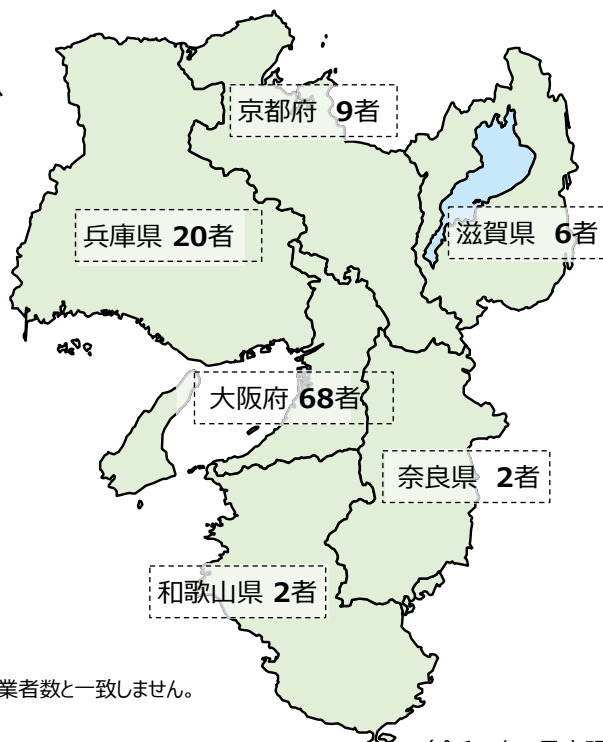 京都府 9者
兵庫県 20者
滋賀県 6者
大阪府 68者
奈良県 2者
和歌山県 2者
業者数と一致しません。